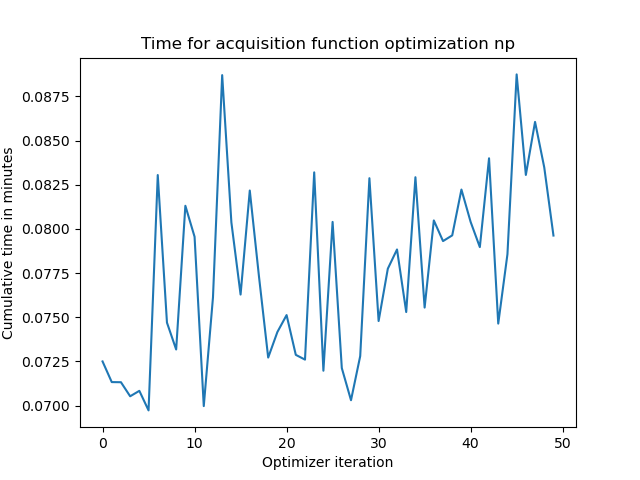 Time for acquisition function optimization np
Cumulative time in minutes
0.0875
0.0850
0.0825
0.0800
0.0775
0.0750
0.0725
0.0700
0 10 20 30 40 50
Optimizer iteration